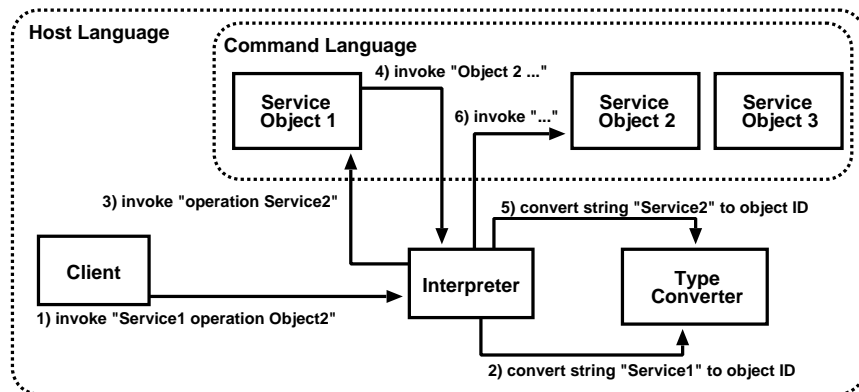 Host Language
Command Language
4) invoke "Object 2 ..."
Service
Object 1
6) invoke "..."
Service
Object 2
Service
Object 3
3) invoke "operation Service2"
5) convert string "Service2" to object ID
Client
Interpreter
Type
Converter
1) invoke "Service1 operation Object2"
2) convert string "Service1" to object ID